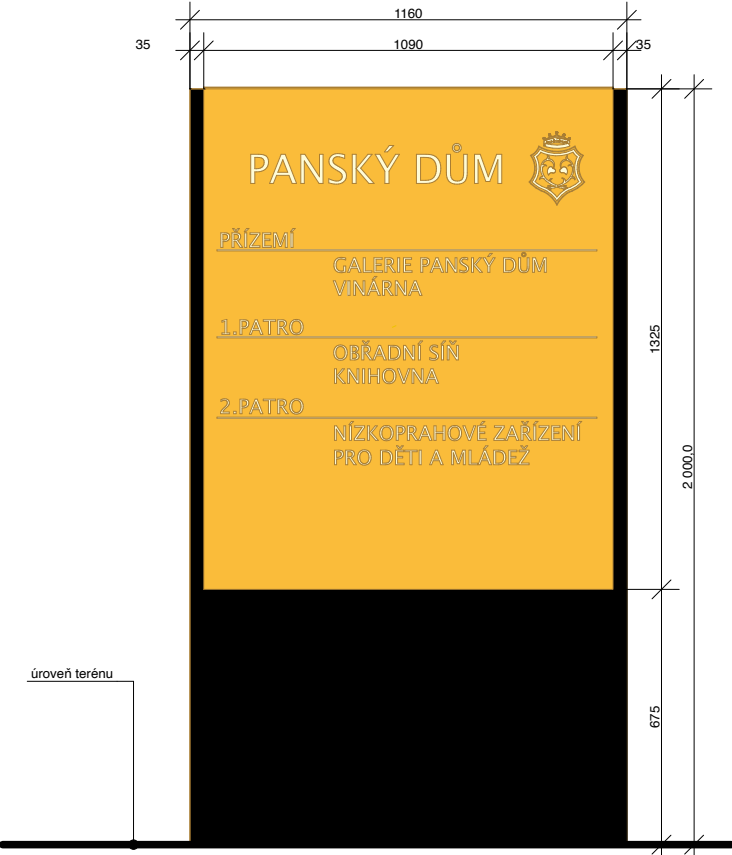 1160
35
1090
35
PANSKÝ DŮM
PŘÍZEMÍ
GALERIE PANSKÝ DŮM
VINÁRNA
1.PATRO
OBŘADNÍ SÍŇ
KNIHOVNA
2.PATRO
NÍZKOPRAHOVÉ ZAŘÍZENÍ
PRO DĚTI A MLÁDEŽ
1325
2 000,0
675
úroveň terénu